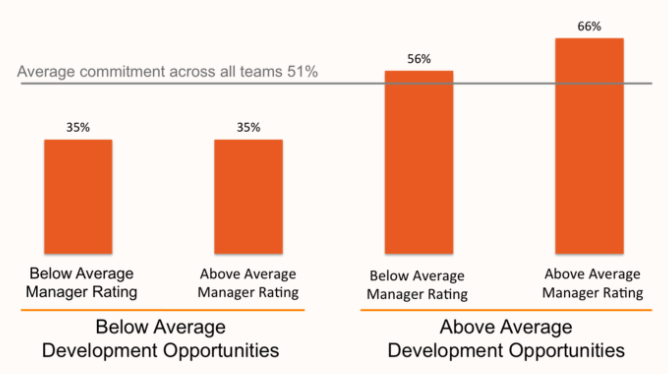 66%
56%
Average commitment across all teams 51%
35%
35%
Below Average
Manager Rating
Above Average
Manager Rating
Below Average
Manager Rating
Above Average
Manager Rating
Below Average
Development Opportunities
Above Average
Development Opportunities